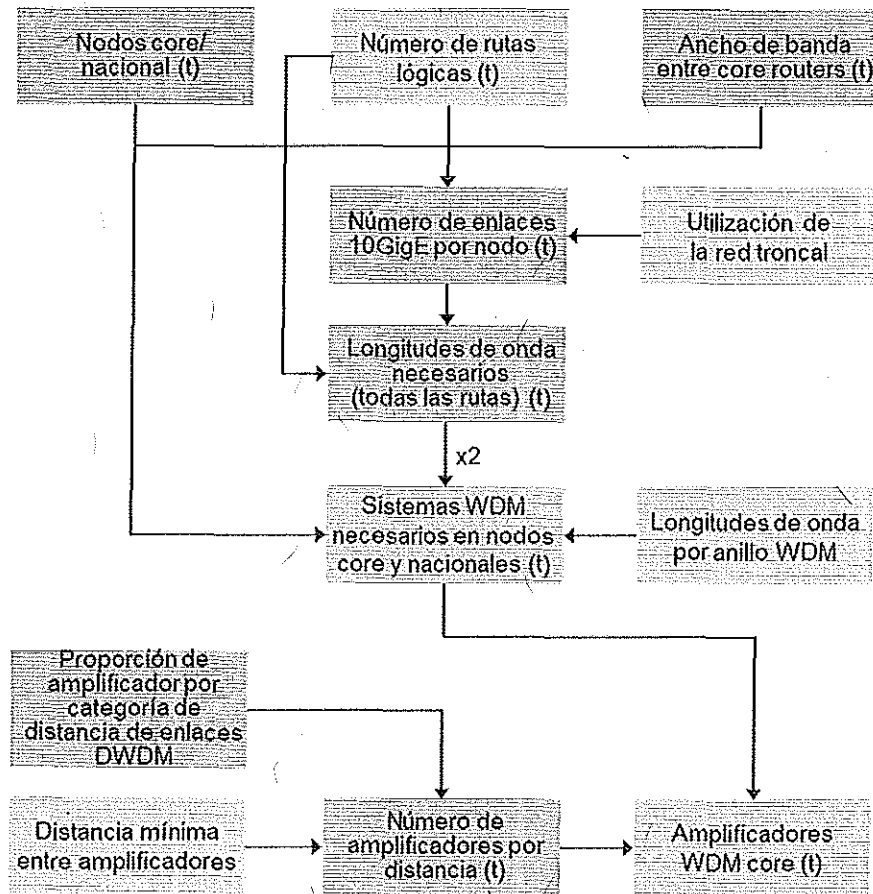 Nodos core/
nacional (t)
Número de rutas
lógicas (t)
Ancho de banda
entre core routers (t)
Número de enlaces
10GigE por nodo (t)
Utilización de
la red troncal
Longitudes de onda
necesarios
(todas las rutas) (t)
x2
Sistemas WDM
necesarios en nodos
core y nacionales (t)
Longitudes de onda
por anillo WDM
Proporción de
amplificador por
categoría de
distancia de enlaces
DWDM
Distancia mínima
entre amplificadores
Número de
amplificadores por
distancia (t)
Amplificadores
WDM core (t)